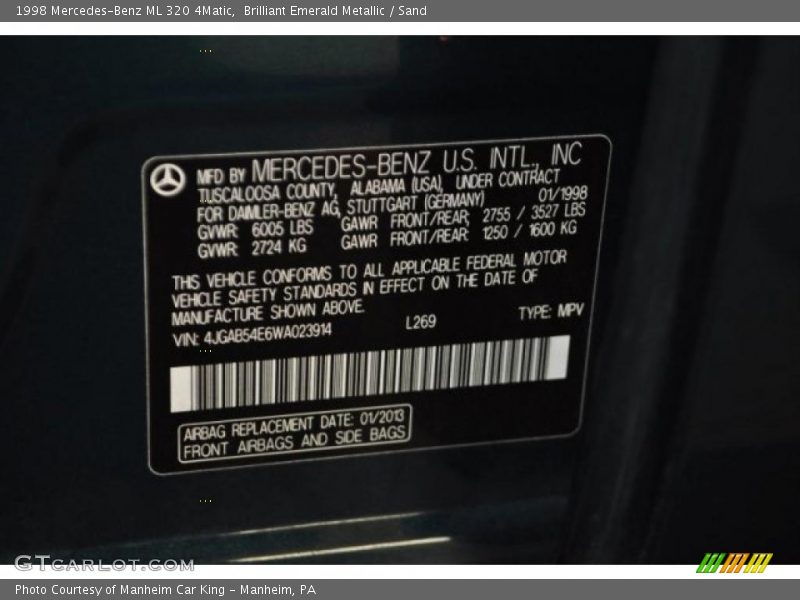 1998 Mercedes-Benz ML 320 4Matic, Brilliant Emerald Metallic / Sand
MFD BY MERCEDES-BENZ U.S. INTL., INC
TUSCALOOSA COUNTY, ALABAMA (USA), UNDER CONTRACT
FOR DAIMLER-BENZ AG, STUTTGART (GERMANY) 01/1998
GVWR: 6005 LBS GAWR FRONT/REAR: 2755 / 3527 LBS
GVWR: 2724 KG GAWR FRONT/REAR: 1250 / 1600 KG
THIS VEHICLE CONFORMS TO ALL APPLICABLE FEDERAL MOTOR
VEHICLE SAFETY STANDARDS IN EFFECT ON THE DATE OF
MANUFACTURE SHOWN ABOVE.
VIN: 4JGAB54E6WA023914 L269 TYPE: MPV
AIRBAG REPLACEMENT DATE: 01/2013
FRONT AIRBAGS AND SIDE BAGS
GTCARLOT.COM
Photo Courtesy of Manheim Car King - Manheim, PA